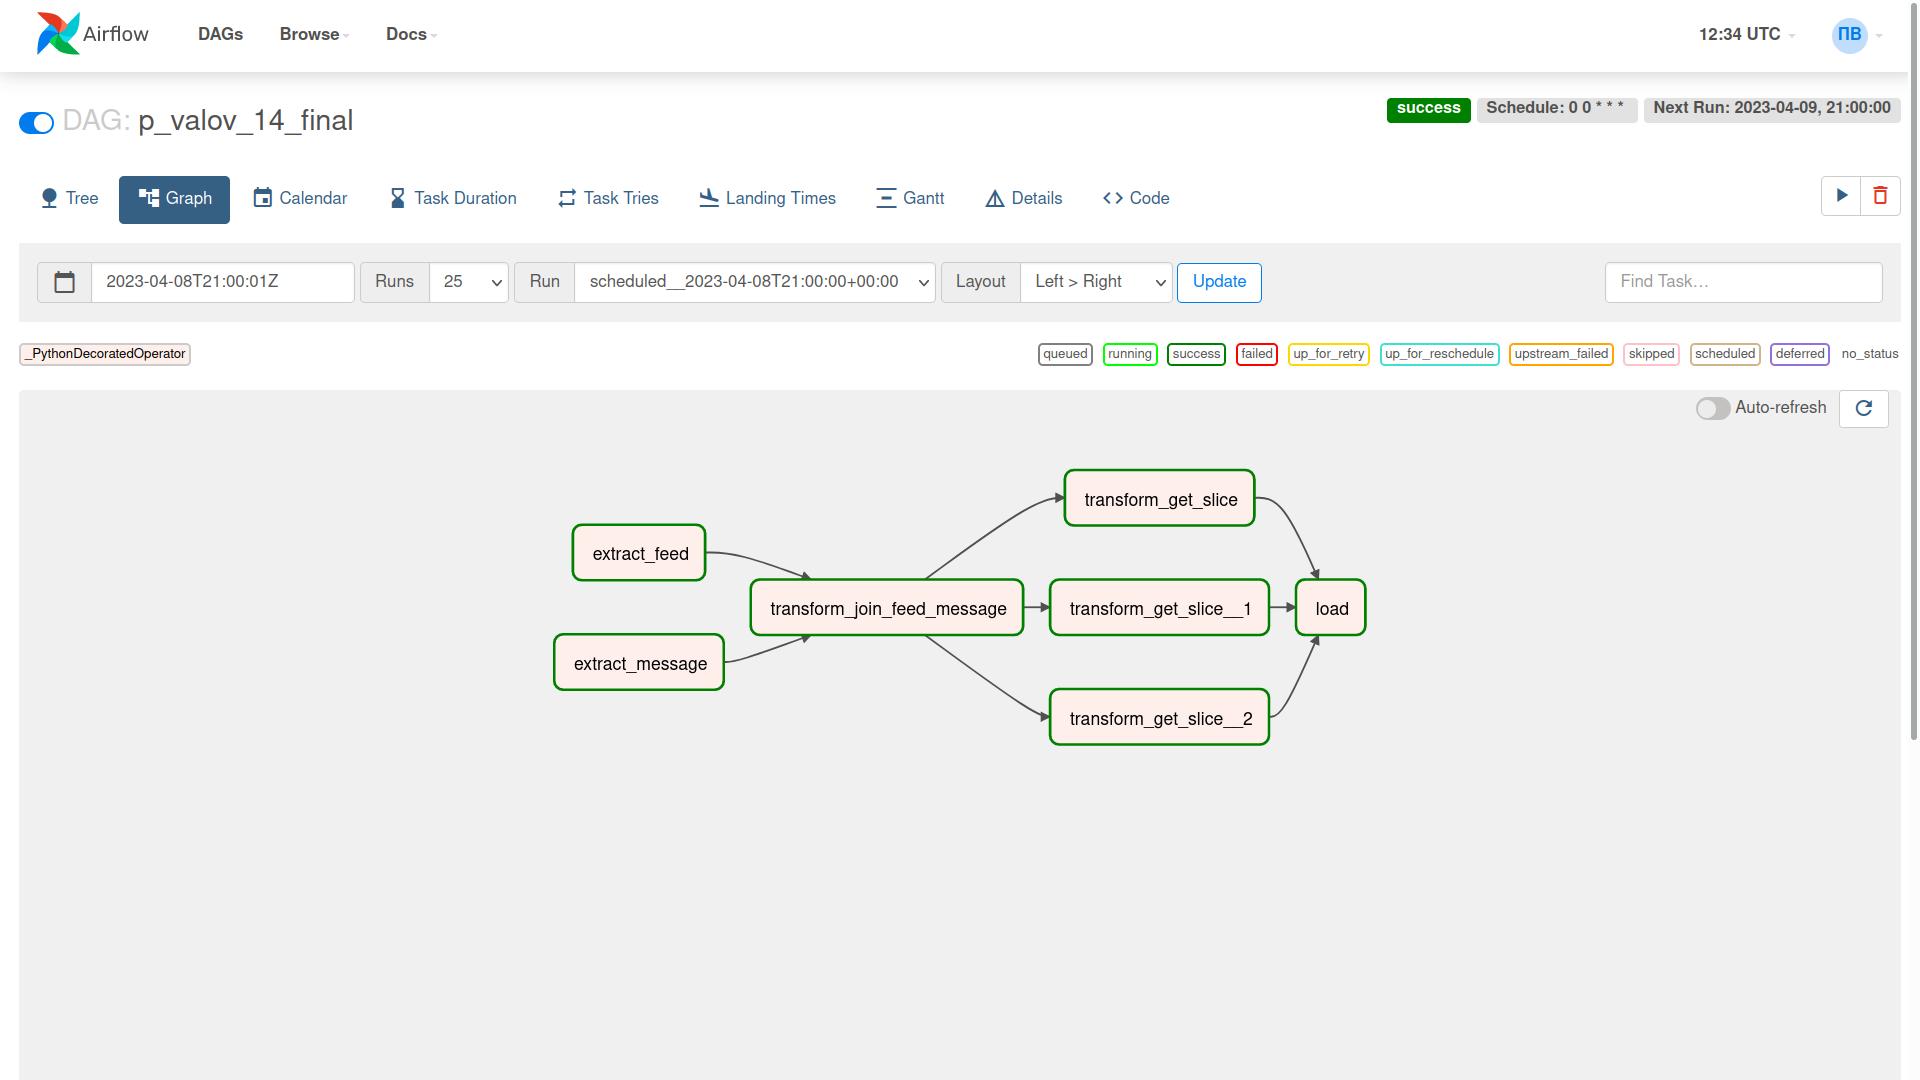 Airflow DAGs Browse Docs 12:34 UTC ПВ
DAG: p_valov_14_final success Schedule: 0 0 * * * Next Run: 2023-04-09, 21:00:00
Tree Graph Calendar Task Duration Task Tries Landing Times Gantt Details Code
2023-04-08T21:00:01Z Runs 25 Run scheduled__2023-04-08T21:00:00+00:00 Layout Left > Right Update Find Task…
_PythonDecoratedOperator queued running success failed up_for_retry up_for_reschedule upstream_failed skipped scheduled deferred no_status
Auto-refresh
transform_get_slice
extract_feed
transform_join_feed_message transform_get_slice__1 load
extract_message
transform_get_slice__2